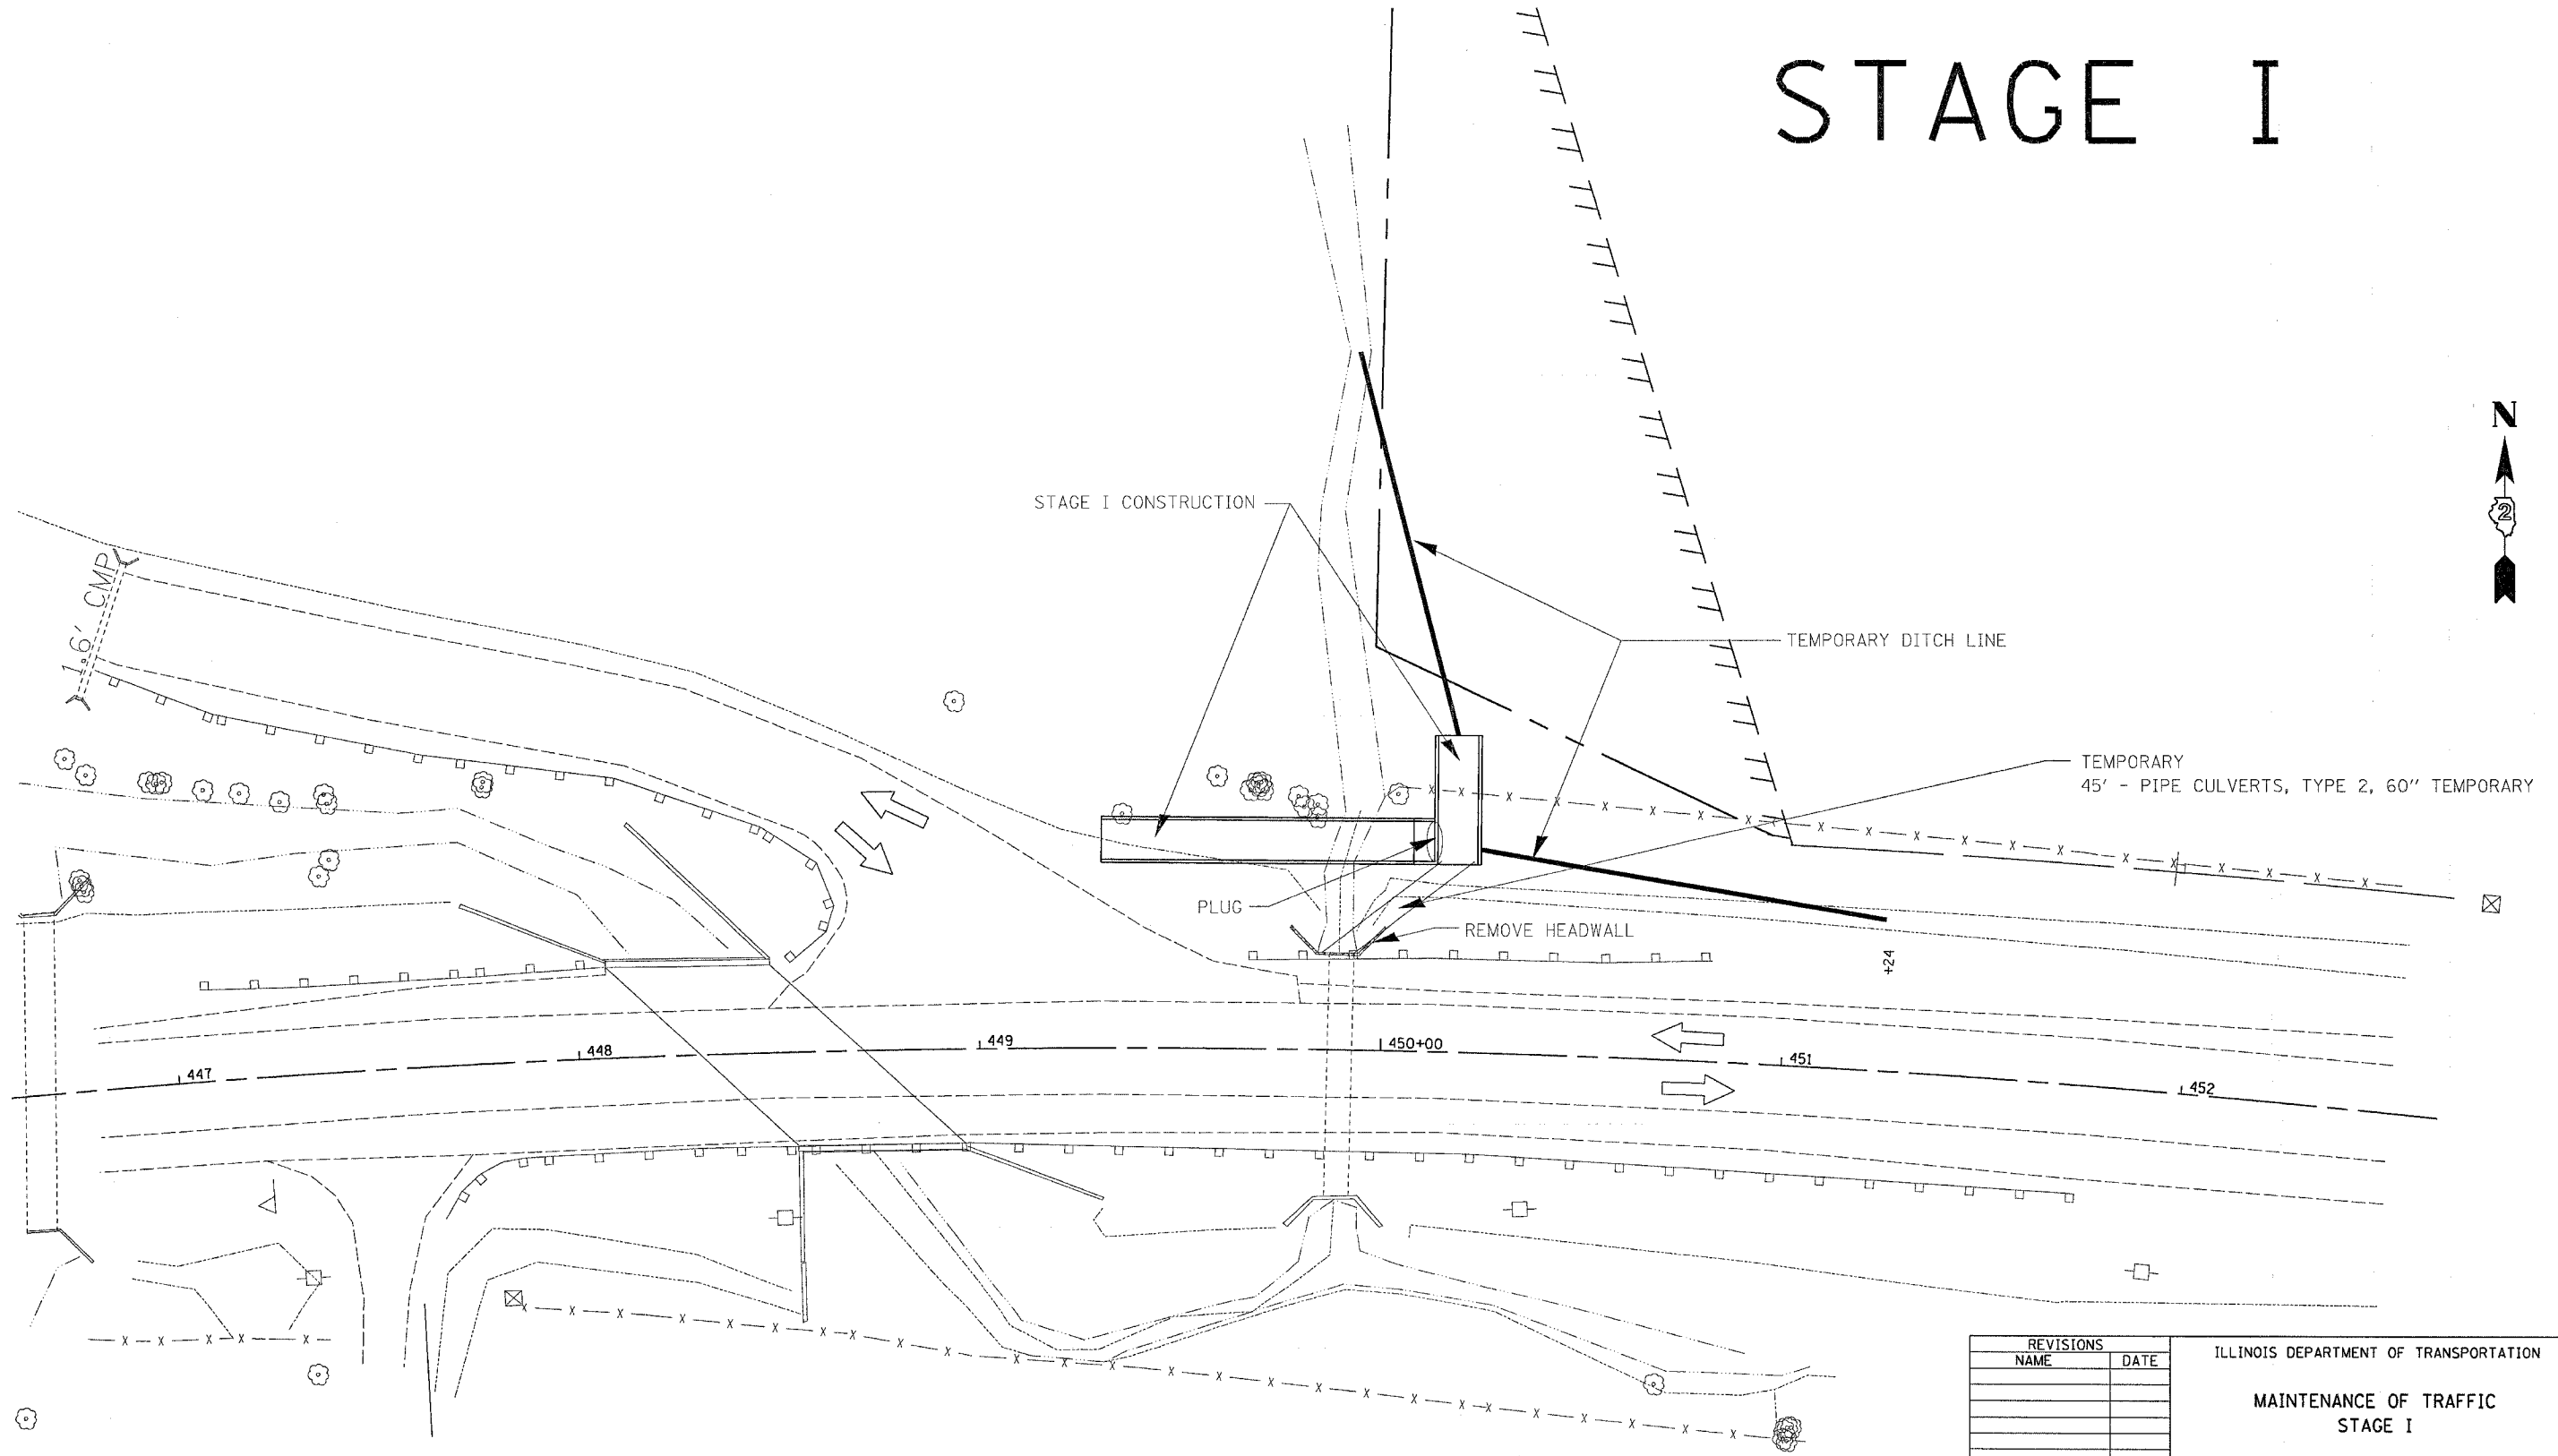 STAGE I
N
2
STAGE I CONSTRUCTION
1.6' CMP
TEMPORARY DITCH LINE
TEMPORARY
45' - PIPE CULVERTS, TYPE 2, 60" TEMPORARY
PLUG
REMOVE HEADWALL
+24
447
448
449
450+00
451
452
REVISIONS
NAME DATE
ILLINOIS DEPARTMENT OF TRANSPORTATION
MAINTENANCE OF TRAFFIC
STAGE I